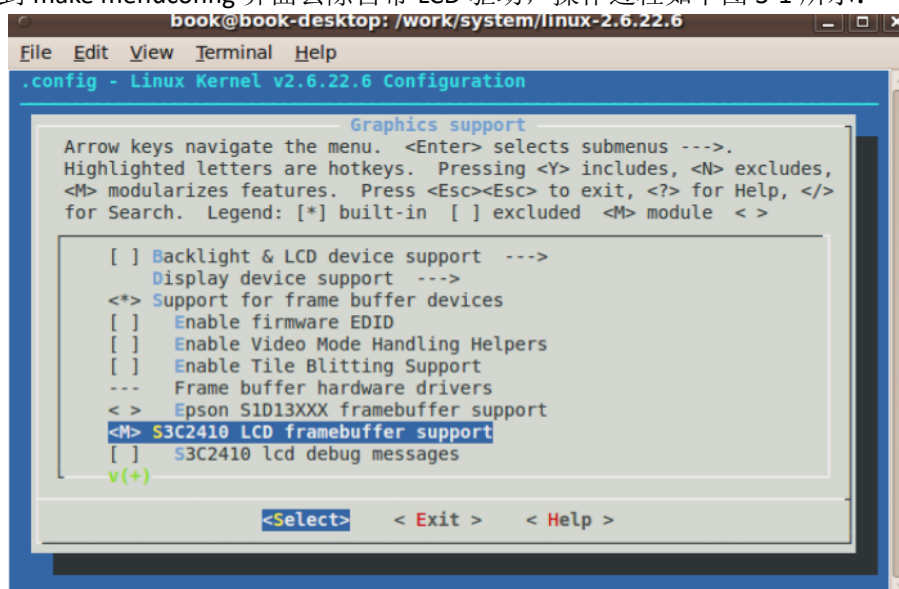 到 make menuconfig 界面去除自带 LCD 驱动，操作过程如下图 3-1 所示.
book@book-desktop: /work/system/linux-2.6.22.6
File Edit View Terminal Help
.config - Linux Kernel v2.6.22.6 Configuration
Graphics support
Arrow keys navigate the menu. <Enter> selects submenus --->.
Highlighted letters are hotkeys. Pressing <Y> includes, <N> excludes,
<M> modularizes features. Press <Esc><Esc> to exit, <?> for Help, </>
for Search. Legend: [*] built-in [ ] excluded <M> module < >
[ ] Backlight & LCD device support --->
Display device support --->
<*> Support for frame buffer devices
[ ] Enable firmware EDID
[ ] Enable Video Mode Handling Helpers
[ ] Enable Tile Blitting Support
--- Frame buffer hardware drivers
< > Epson S1D13XXX framebuffer support
<M> S3C2410 LCD framebuffer support
[ ] S3C2410 lcd debug messages
v(+)
<Select> < Exit > < Help >